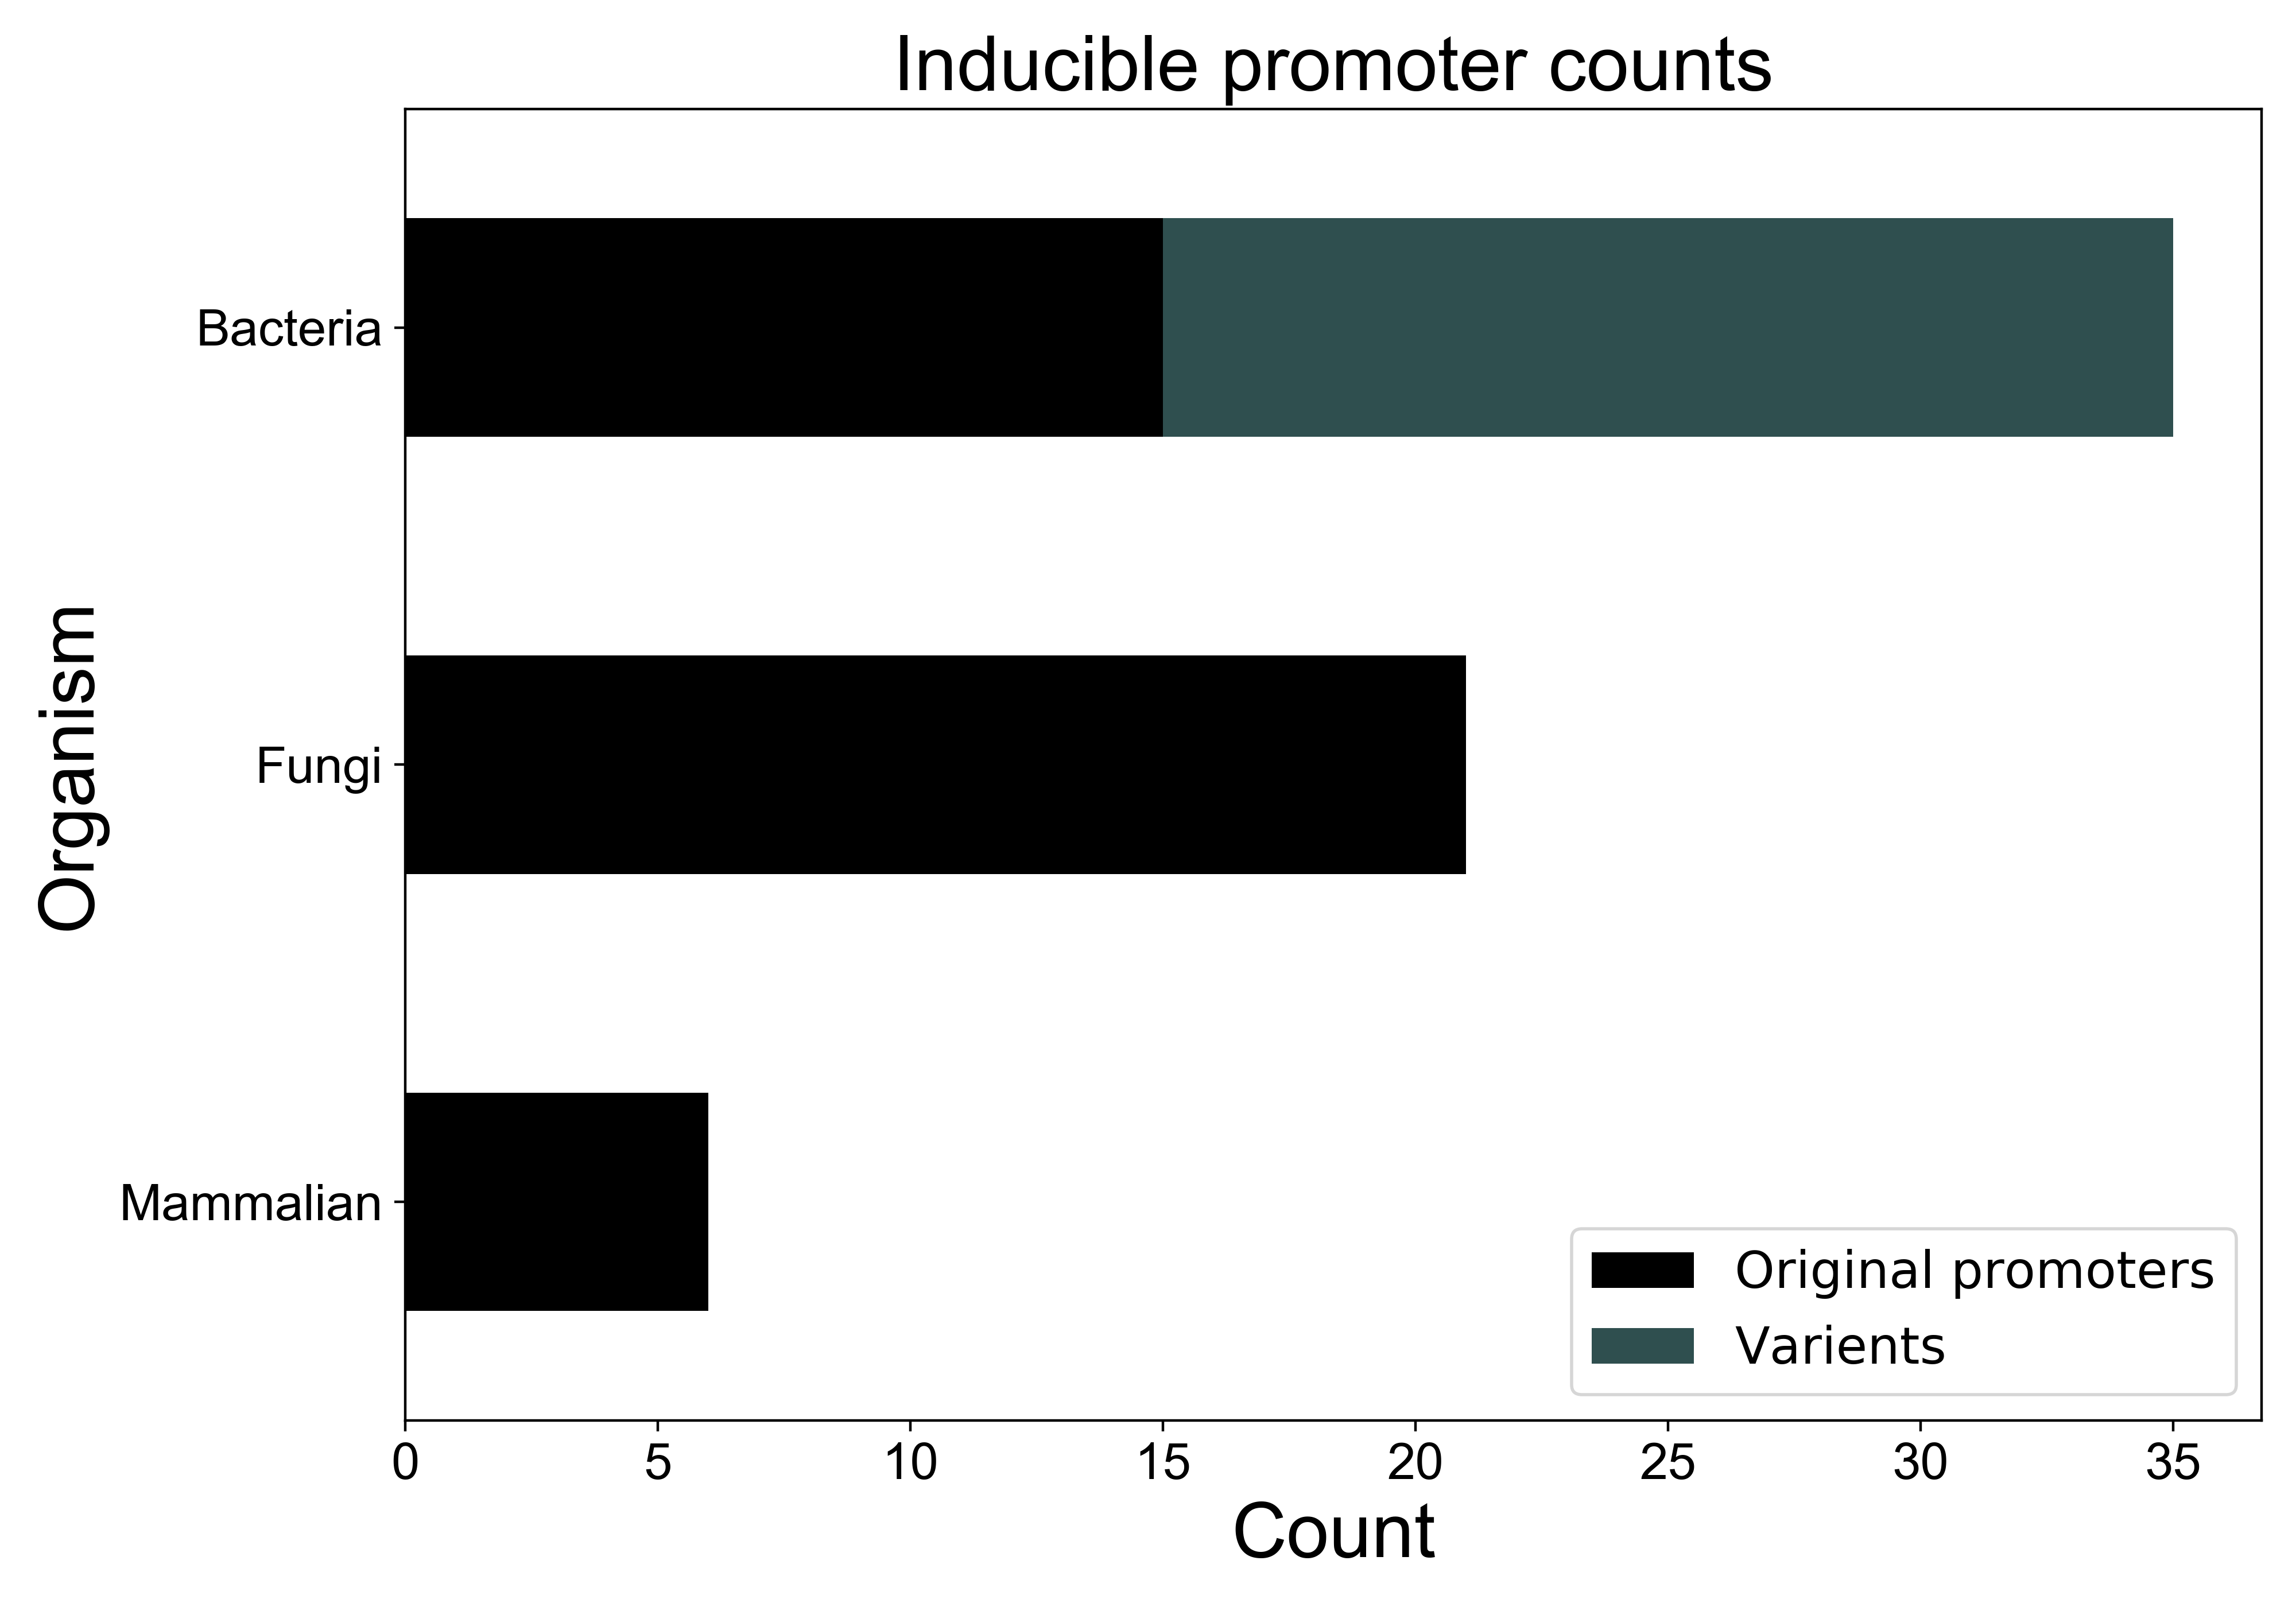 Inducible promoter counts
Organism
Bacteria
Fungi
Mammalian
Original promoters
Varients
0 5 10 15 20 25 30 35
Count